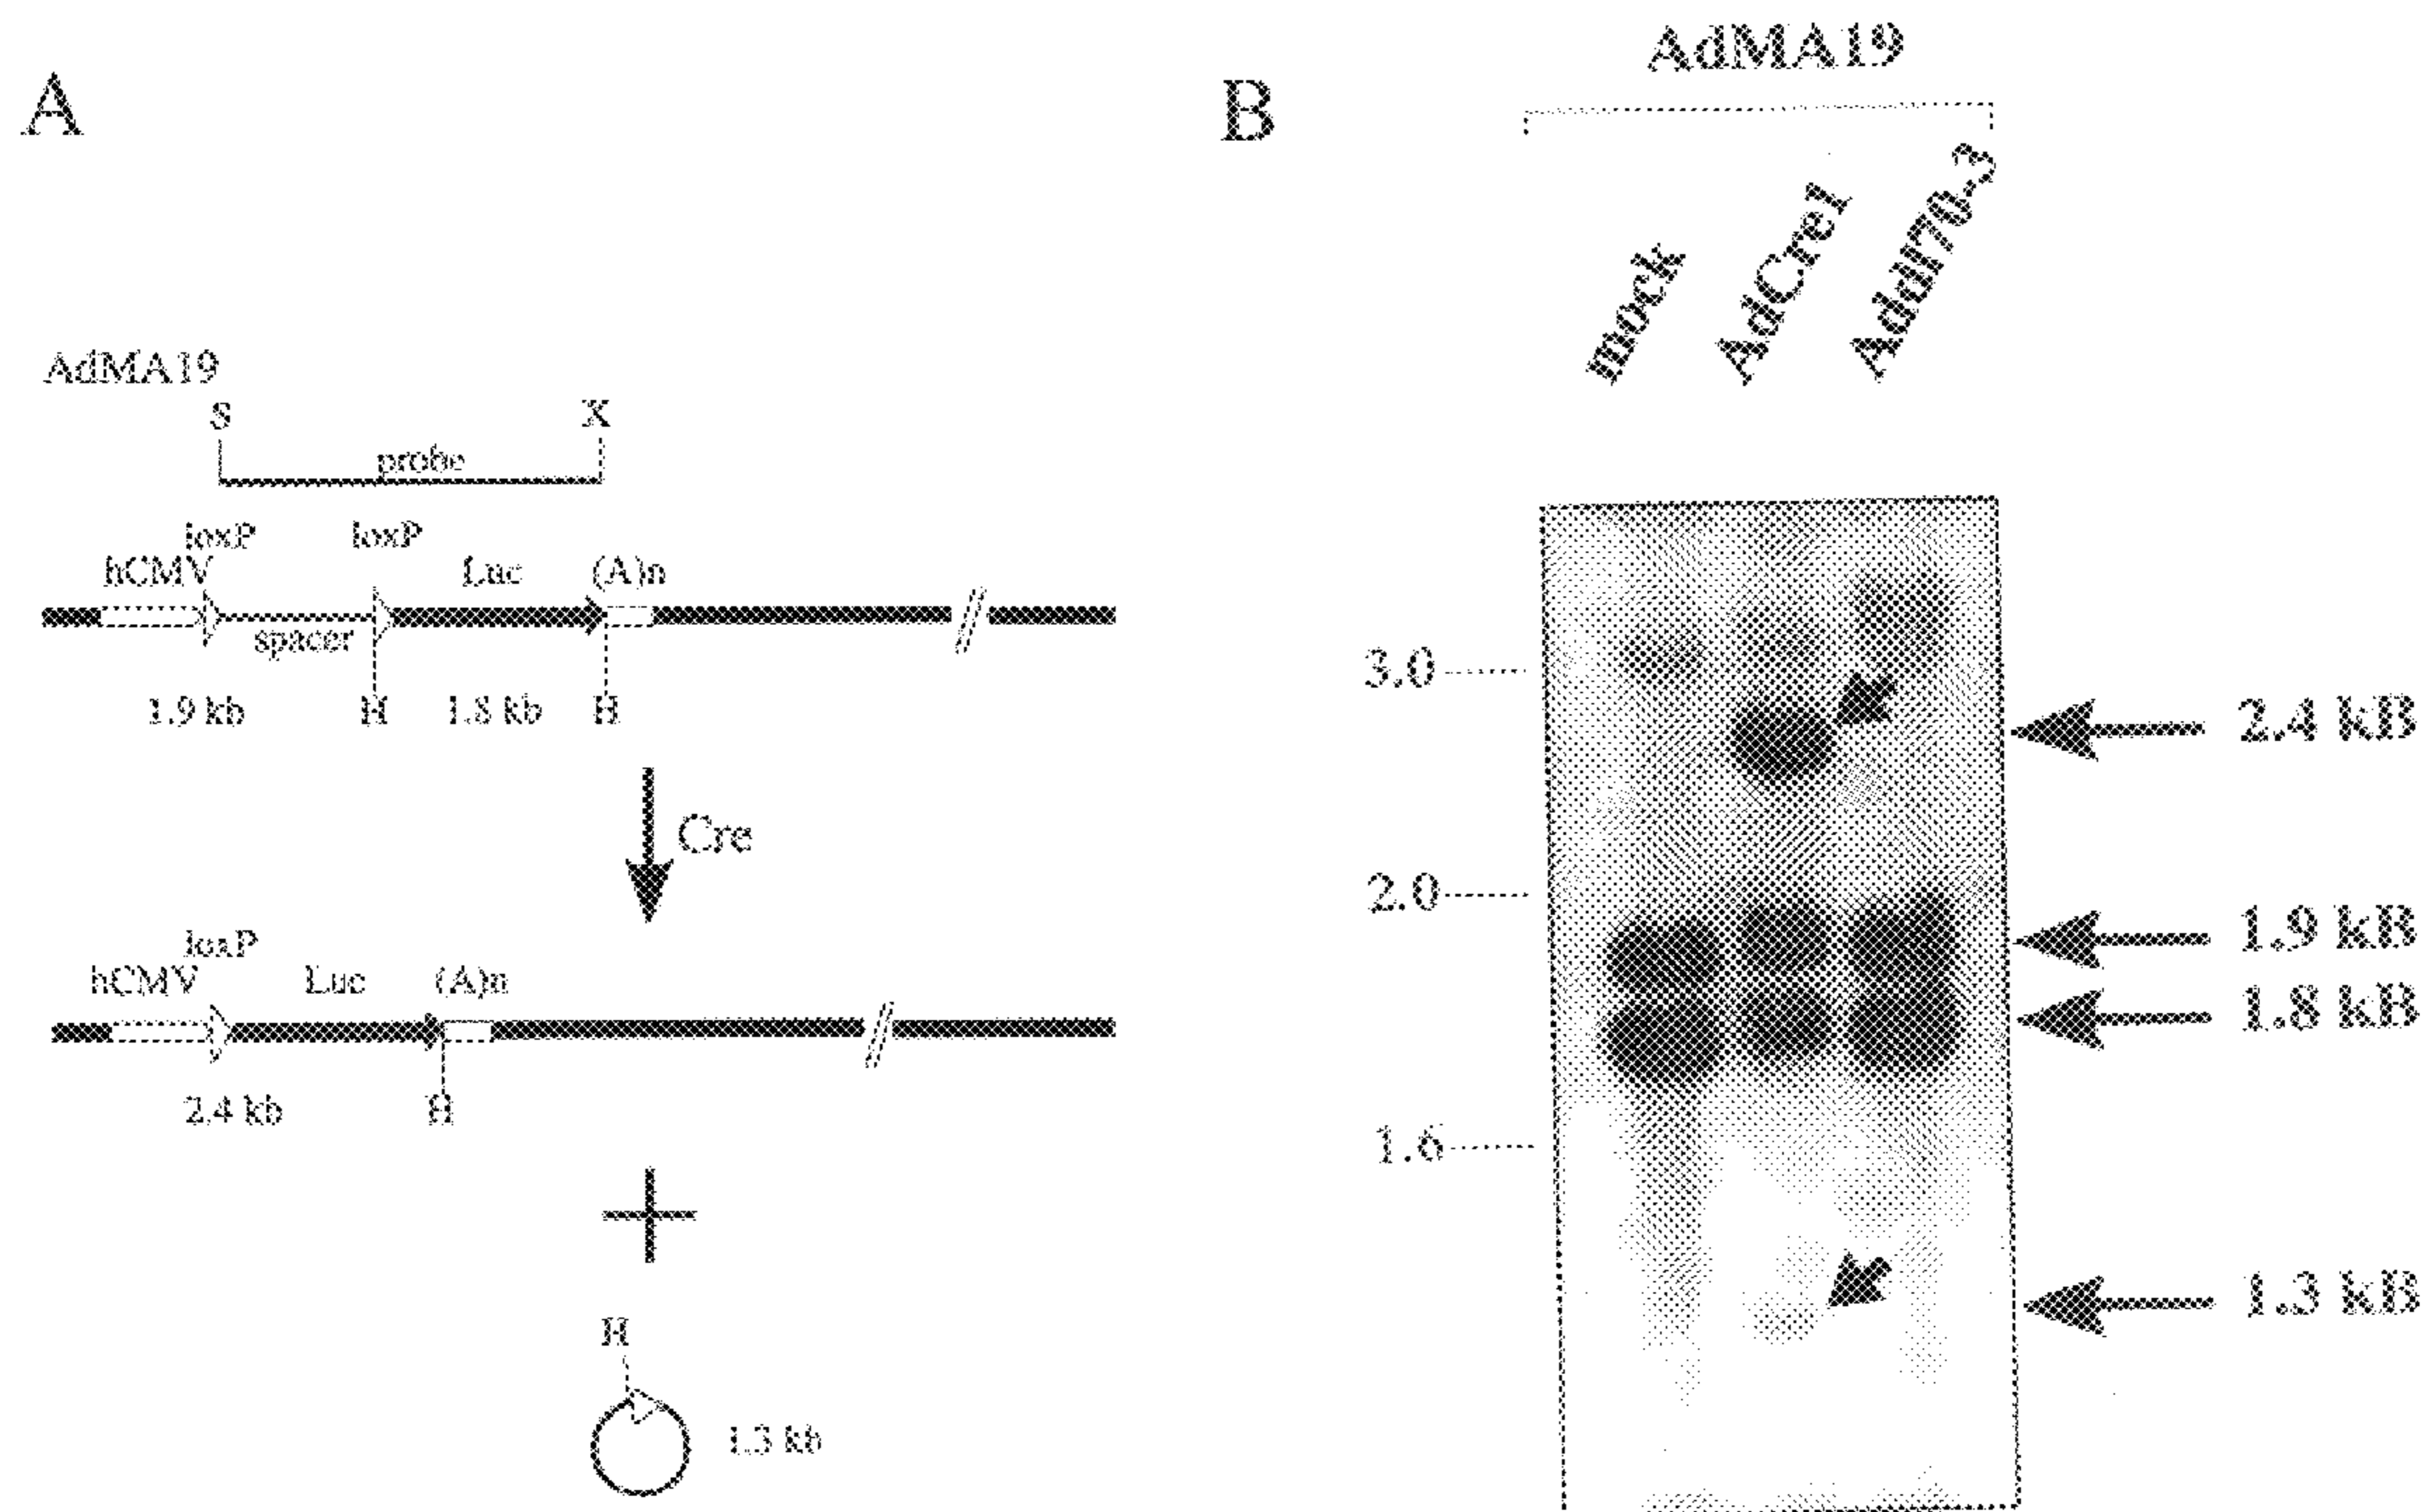 A
AdMA19
S X
probe
loxP loxP
hCMV Luc (A)n
spacer
1.9 kb H 1.8 kb H
Cre
loxP
hCMV Luc (A)n
2.4 kb H
+
H
1.3 kb
B
AdMA19
mock AdCre1 Addl70-3
3.0
2.4 kB
2.0
1.9 kB
1.8 kB
1.6
1.3 kB